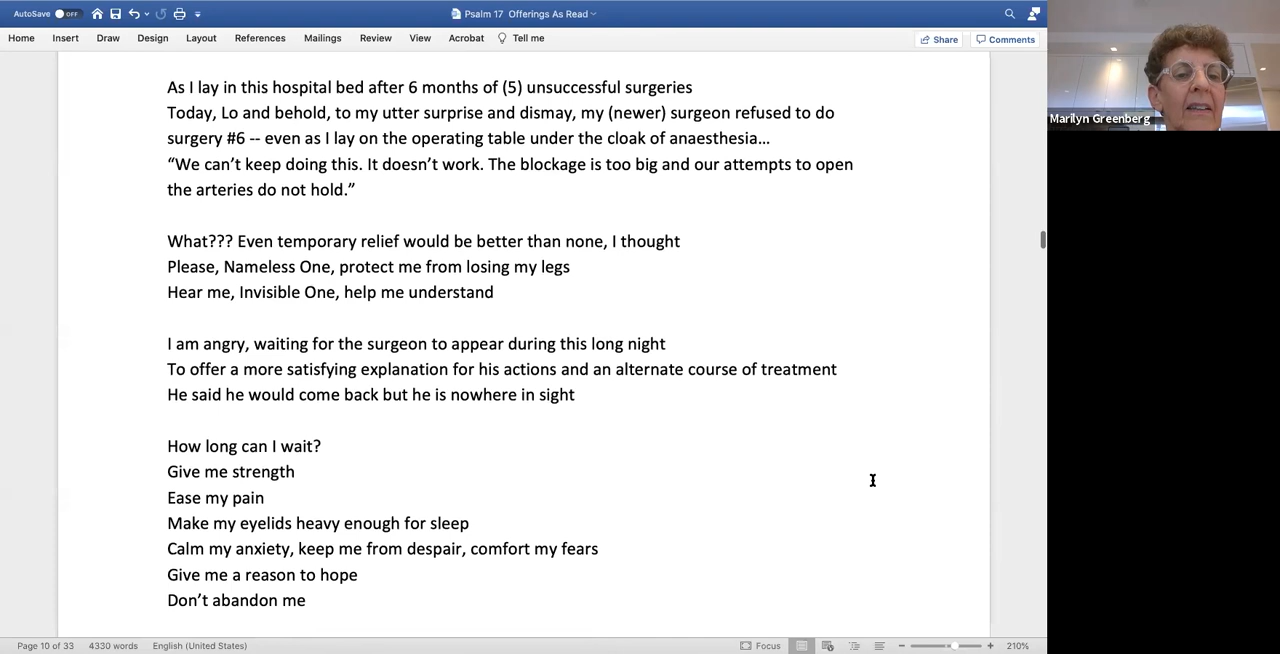 AutoSave OFF
Psalm 17 Offerings As Read
Home Insert Draw Design Layout References Mailings Review View Acrobat Tell me
Share Comments
As I lay in this hospital bed after 6 months of (5) unsuccessful surgeries
Today, Lo and behold, to my utter surprise and dismay, my (newer) surgeon refused to do
surgery #6 -- even as I lay on the operating table under the cloak of anaesthesia...
“We can’t keep doing this. It doesn’t work. The blockage is too big and our attempts to open
the arteries do not hold.”
What??? Even temporary relief would be better than none, I thought
Please, Nameless One, protect me from losing my legs
Hear me, Invisible One, help me understand
I am angry, waiting for the surgeon to appear during this long night
To offer a more satisfying explanation for his actions and an alternate course of treatment
He said he would come back but he is nowhere in sight
How long can I wait?
Give me strength
Ease my pain
Make my eyelids heavy enough for sleep
Calm my anxiety, keep me from despair, comfort my fears
Give me a reason to hope
Don’t abandon me
Page 10 of 33 4330 words English (United States) Focus 210%
Marilyn Greenberg